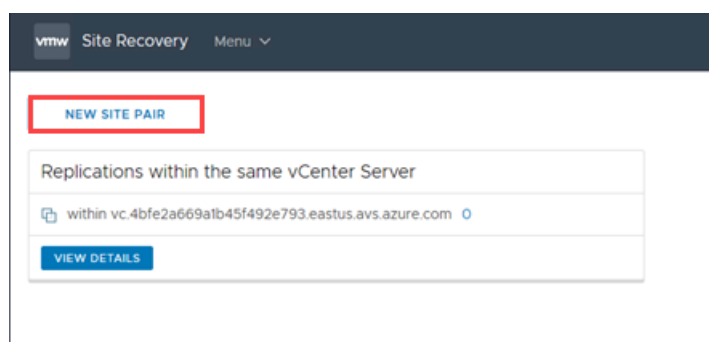 vmw Site Recovery Menu
NEW SITE PAIR
Replications within the same vCenter Server
within vc.4bfe2a669a1b45f492e793.eastus.avs.azure.com 0
VIEW DETAILS